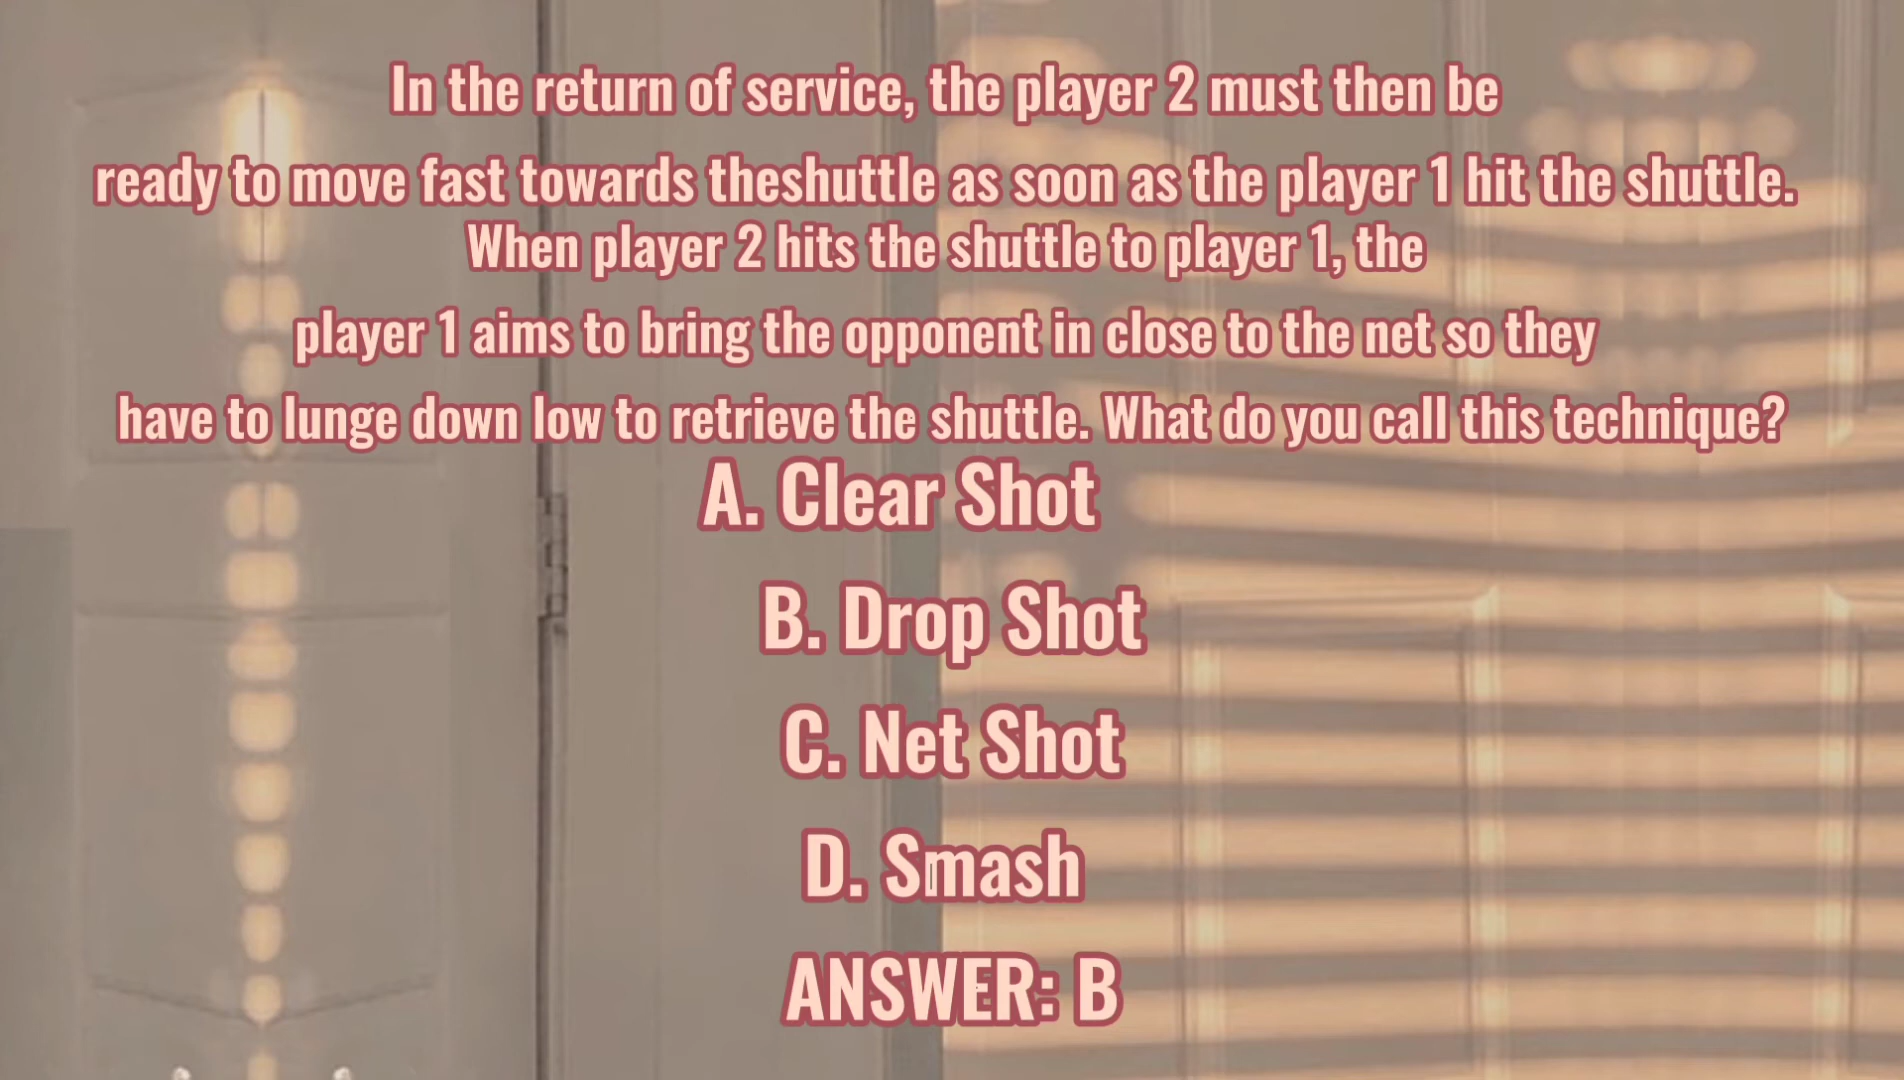 In the return of service, the player 2 must then be
ready to move fast towards theshuttle as soon as the player 1 hit the shuttle.
When player 2 hits the shuttle to player 1, the
player 1 aims to bring the opponent in close to the net so they
have to lunge down low to retrieve the shuttle. What do you call this technique?
A. Clear Shot
B. Drop Shot
C. Net Shot
D. Smash
ANSWER: B